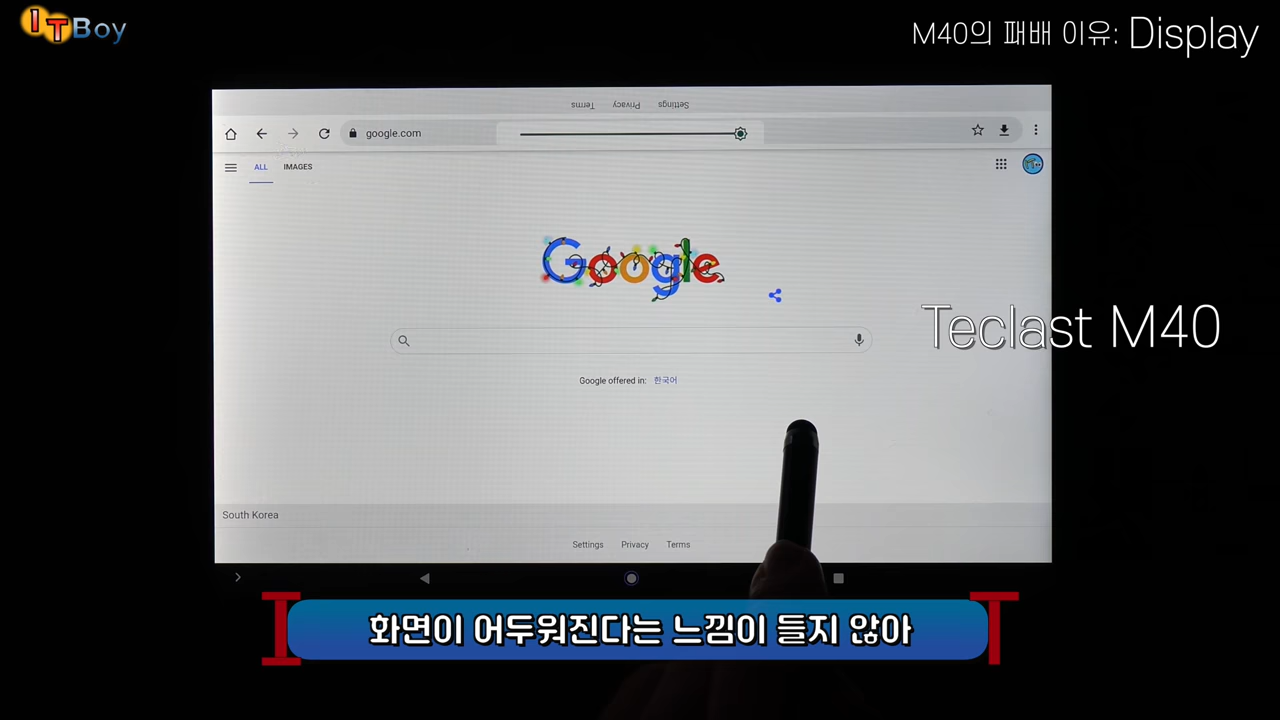 ITBoy
M40의 패배 이유: Display
Terms Privacy Settings
google.com
ALL IMAGES
Google
Teclast M40
Google offered in: 한국어
South Korea
Settings Privacy Terms
화면이 어두워진다는 느낌이 들지 않아
I T